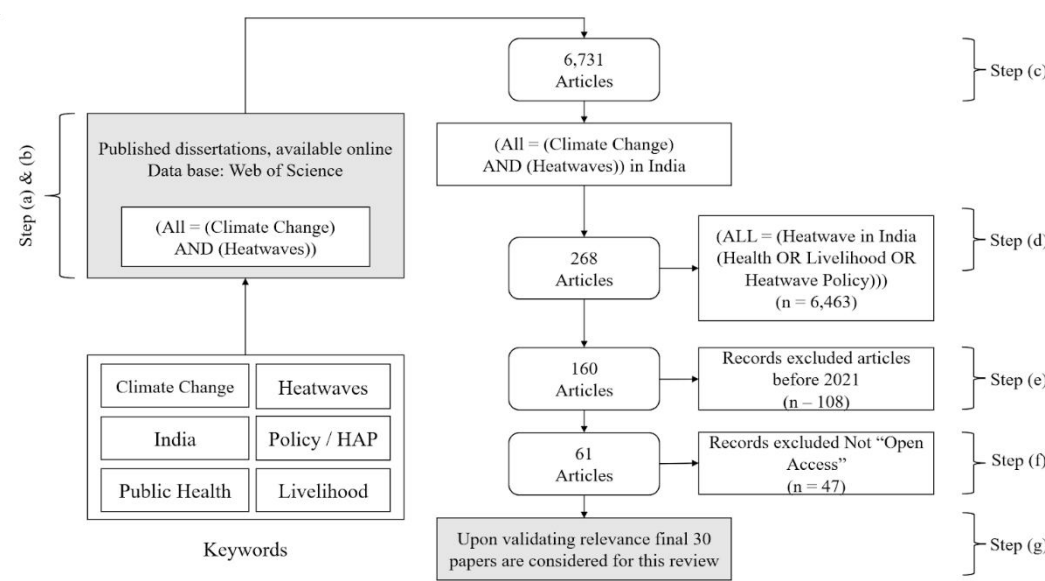 6,731
Articles
Step (c)
Step (a) & (b)
Published dissertations, available online
Data base: Web of Science
(All = (Climate Change)
AND (Heatwaves))
(All = (Climate Change)
AND (Heatwaves)) in India
268
Articles
(ALL = (Heatwave in India
(Health OR Livelihood OR
Heatwave Policy)))
(n = 6,463)
Step (d)
Climate Change
Heatwaves
India
Policy / HAP
Public Health
Livelihood
Keywords
160
Articles
Records excluded articles
before 2021
(n – 108)
Step (e)
61
Articles
Records excluded Not “Open
Access”
(n = 47)
Step (f)
Upon validating relevance final 30
papers are considered for this review
Step (g)